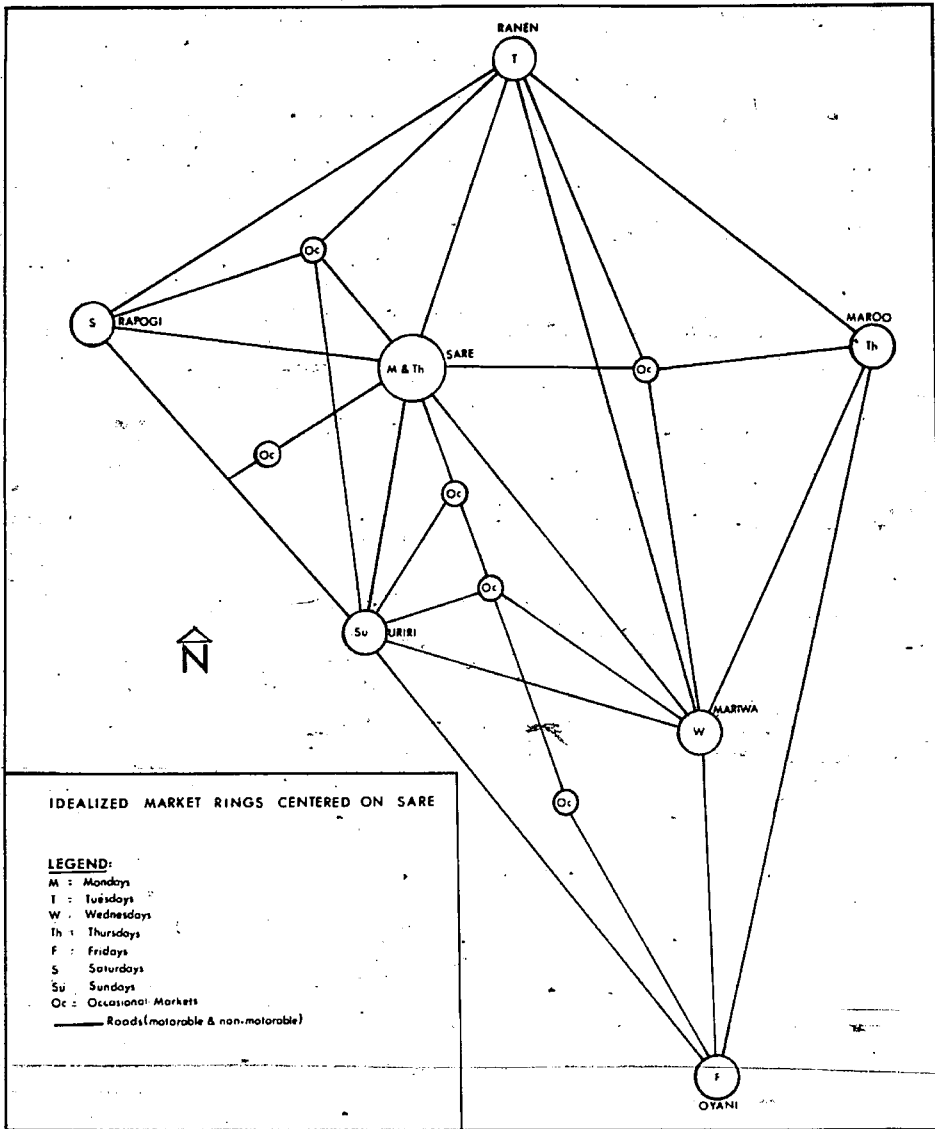 RANEN
T
Oc
S
RAPOGI
MAROO
Th
SARE
M & Th
Oc
Oc
Oc
Oc
Su
URIRI
N
MARIWA
W
Oc
F
OYANI
IDEALIZED MARKET RINGS CENTERED ON SARE
LEGEND:
M = Mondays
T = Tuesdays
W = Wednesdays
Th = Thursdays
F = Fridays
S Saturdays
Su Sundays
Oc = Occasional Markets
Roads(motorable & non-motorable)